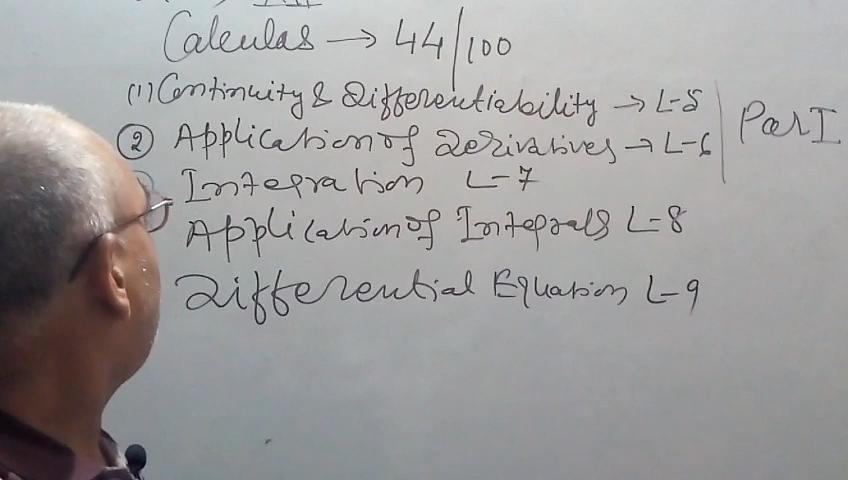 Calculas → 44/100
(1) Continuity & Differentiability → L-5
② Application of Derivatives → L-6
Part I
Integration L-7
Application of Integrals L-8
Differential Equation L-9